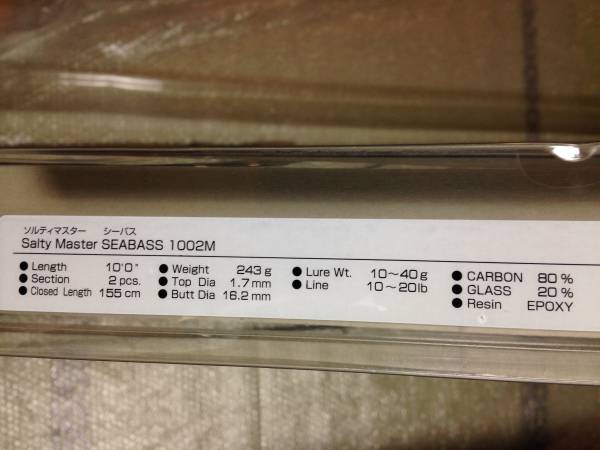 ソルティマスター　シーバス
Salty Master SEABASS 1002M
● Length 10'0" ● Weight 243 g ● Lure Wt. 10～40 g ● CARBON 80 %
● Section 2 pcs. ● Top Dia 1.7 mm ● Line 10～20lb ● GLASS 20 %
● Closed Length 155 cm ● Butt Dia 16.2 mm ● Resin EPOXY